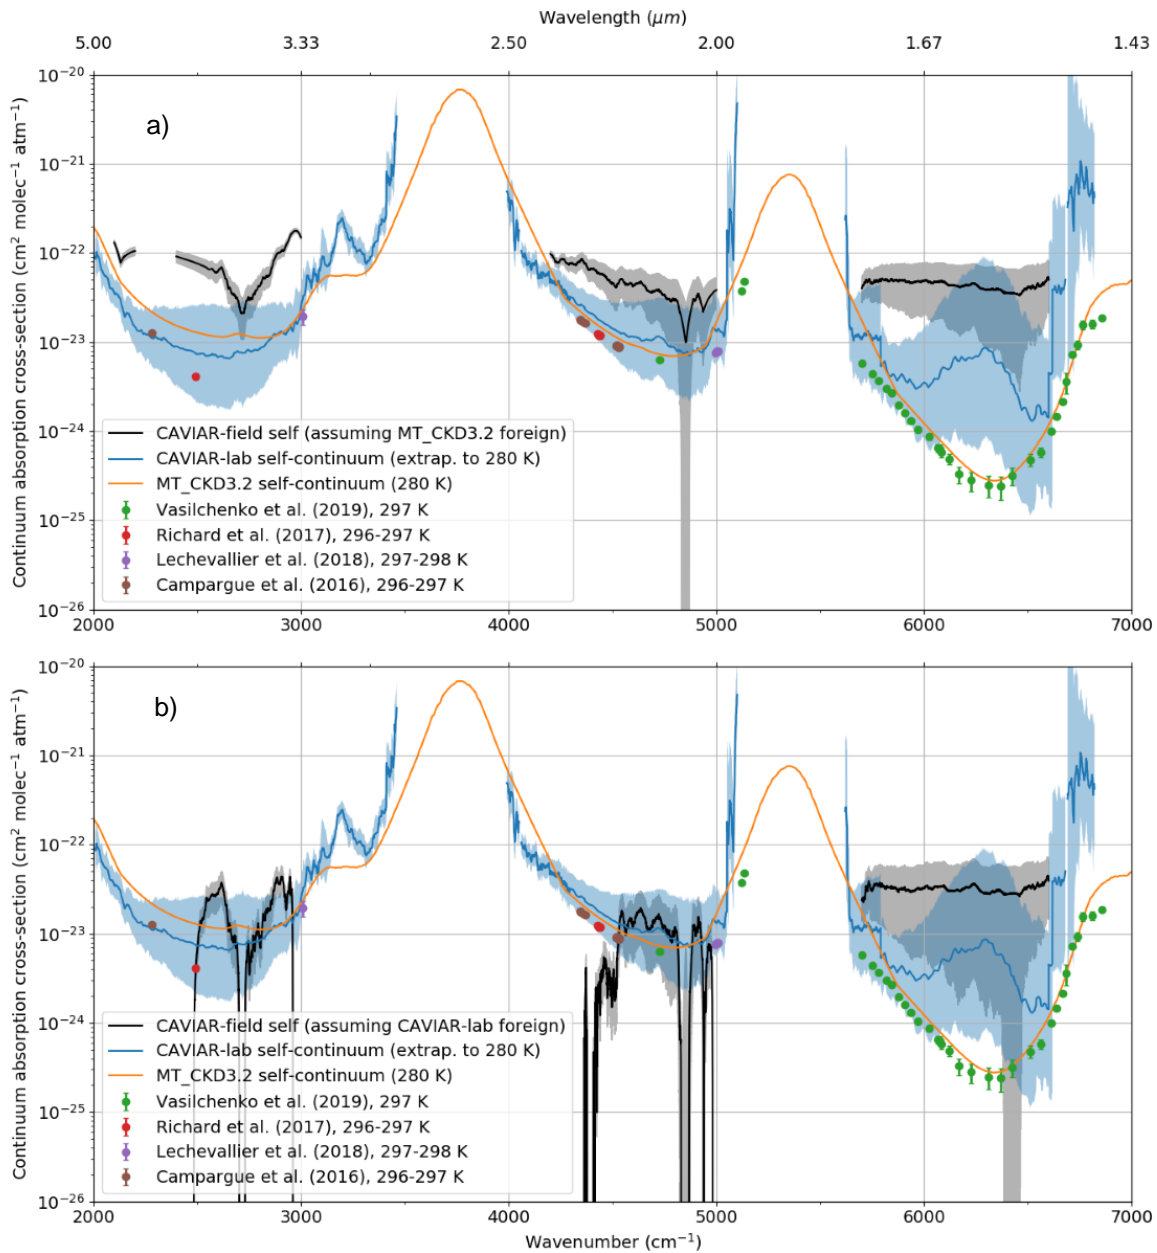 Wavelength (μm)
5.00 3.33 2.50 2.00 1.67 1.43
Continuum absorption cross-section (cm² molec⁻¹ atm⁻¹)
10⁻²⁰
10⁻²¹
10⁻²²
10⁻²³
10⁻²⁴
10⁻²⁵
10⁻²⁶
a)
CAVIAR-field self (assuming MT_CKD3.2 foreign)
CAVIAR-lab self-continuum (extrap. to 280 K)
MT_CKD3.2 self-continuum (280 K)
Vasilchenko et al. (2019), 297 K
Richard et al. (2017), 296-297 K
Lechevallier et al. (2018), 297-298 K
Campargue et al. (2016), 296-297 K
2000 3000 4000 5000 6000 7000
Continuum absorption cross-section (cm² molec⁻¹ atm⁻¹)
10⁻²⁰
10⁻²¹
10⁻²²
10⁻²³
10⁻²⁴
10⁻²⁵
10⁻²⁶
b)
CAVIAR-field self (assuming CAVIAR-lab foreign)
CAVIAR-lab self-continuum (extrap. to 280 K)
MT_CKD3.2 self-continuum (280 K)
Vasilchenko et al. (2019), 297 K
Richard et al. (2017), 296-297 K
Lechevallier et al. (2018), 297-298 K
Campargue et al. (2016), 296-297 K
2000 3000 4000 5000 6000 7000
Wavenumber (cm⁻¹)